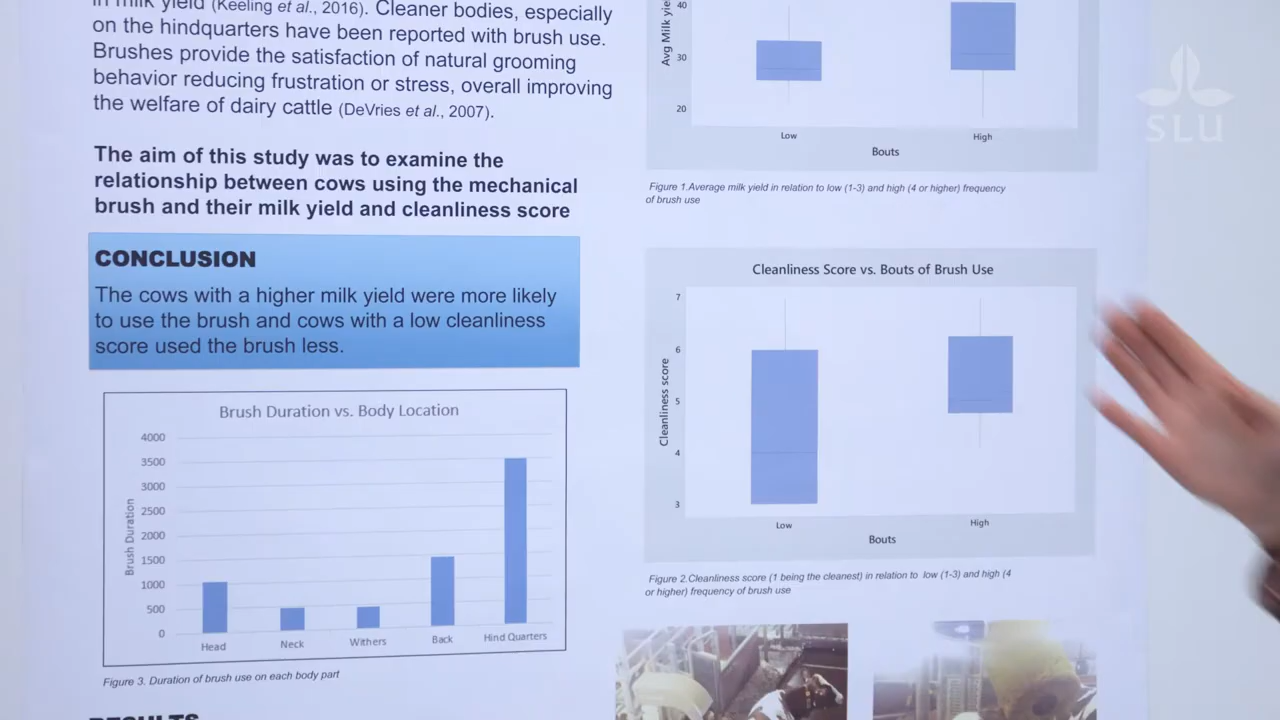 in milk yield (Keeling et al., 2016). Cleaner bodies, especially
on the hindquarters have been reported with brush use.
Brushes provide the satisfaction of natural grooming
behavior reducing frustration or stress, overall improving
the welfare of dairy cattle (DeVries et al., 2007).
The aim of this study was to examine the
relationship between cows using the mechanical
brush and their milk yield and cleanliness score
CONCLUSION
The cows with a higher milk yield were more likely
to use the brush and cows with a low cleanliness
score used the brush less.
Brush Duration vs. Body Location
Brush Duration
4000
3500
3000
2500
2000
1500
1000
500
0
Head Neck Withers Back Hind Quarters
Figure 3. Duration of brush use on each body part
RESULTS
Avg Milk
40
30
20
Low High
Bouts
Figure 1.Average milk yield in relation to low (1-3) and high (4 or higher) frequency
of brush use
Cleanliness Score vs. Bouts of Brush Use
Cleanliness score
7
6
5
4
3
Low High
Bouts
Figure 2.Cleanliness score (1 being the cleanest) in relation to low (1-3) and high (4
or higher) frequency of brush use
SLU